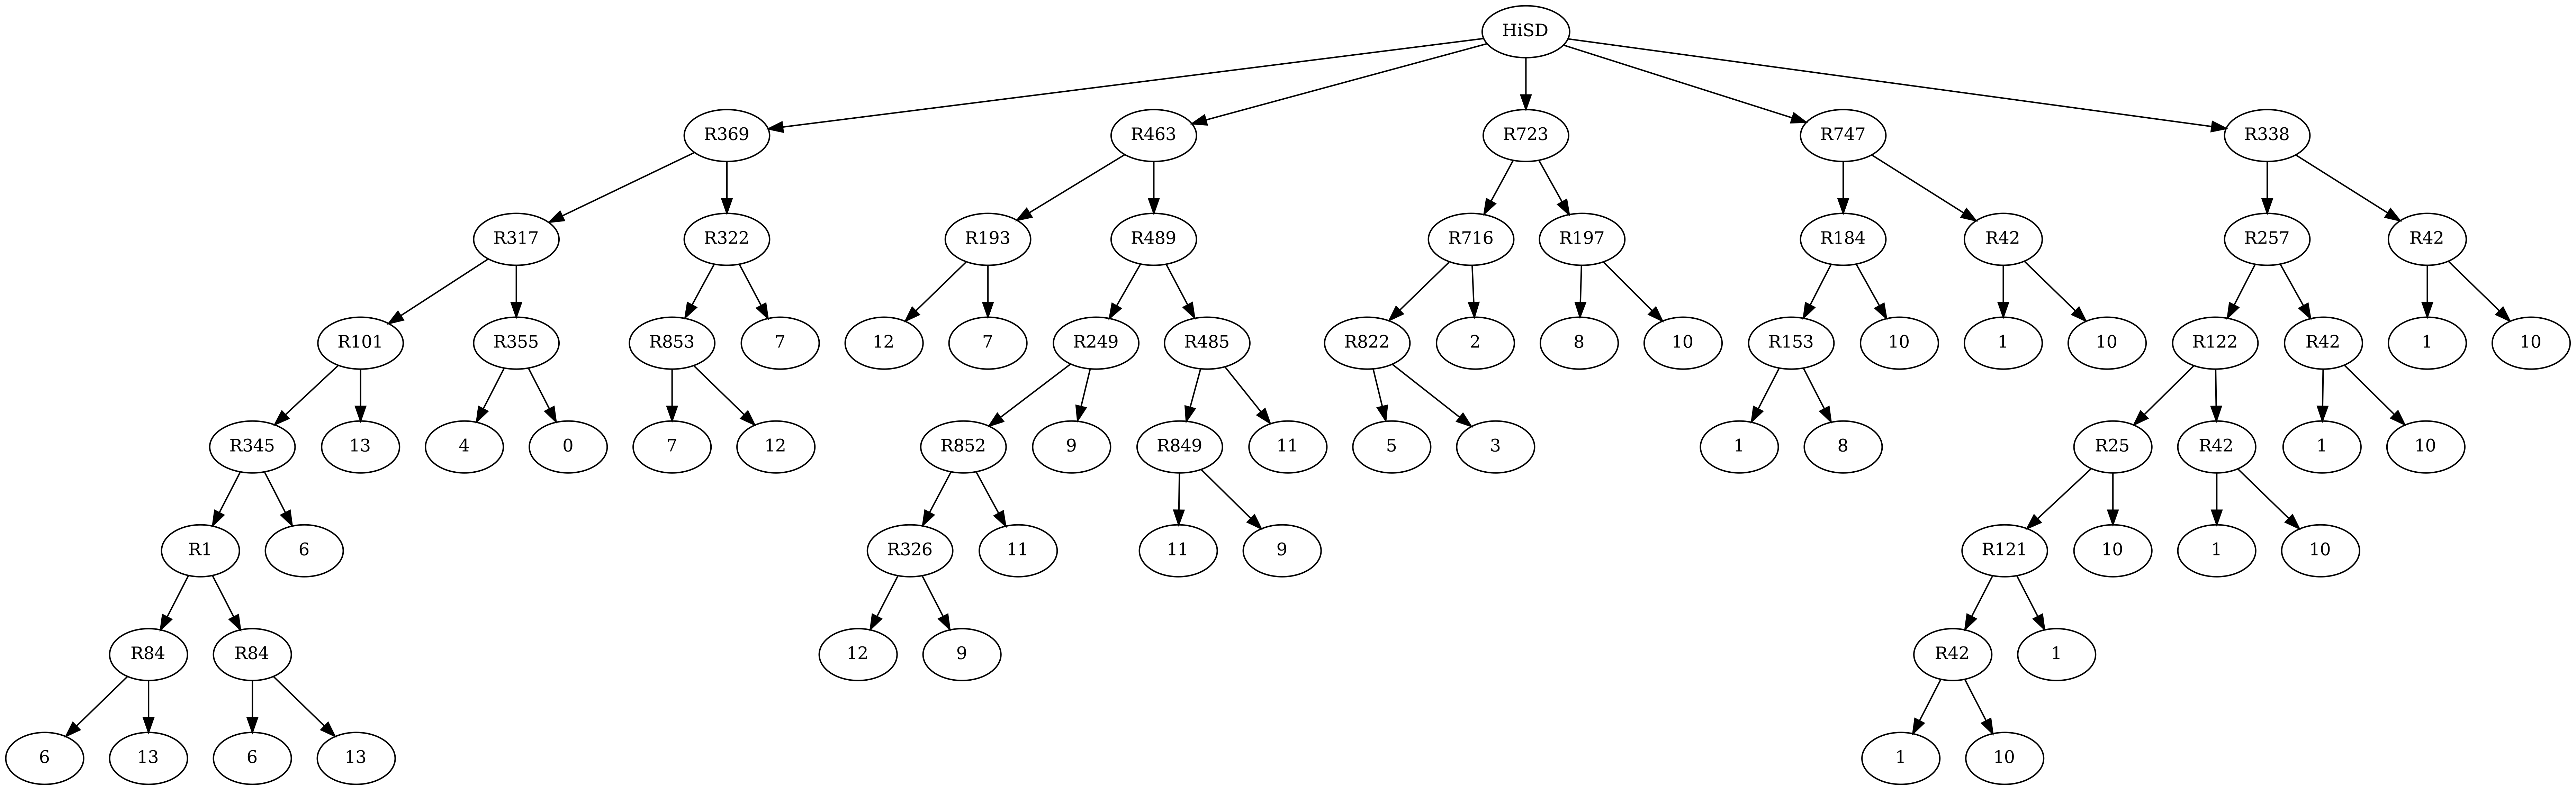 HiSD
R369 R463 R723 R747 R338
R317 R322 R193 R489 R716 R197 R184 R42 R257 R42
R101 R355 R853 7 12 7 R249 R485 R822 2 8 10 R153 10 1 10 R122 R42 1 10
R345 13 4 0 7 12 R852 9 R849 11 5 3 1 8 R25 R42 1 10
R1 6 R326 11 11 9 R121 10 1 10
R84 R84 12 9 R42 1
6 13 6 13 1 10